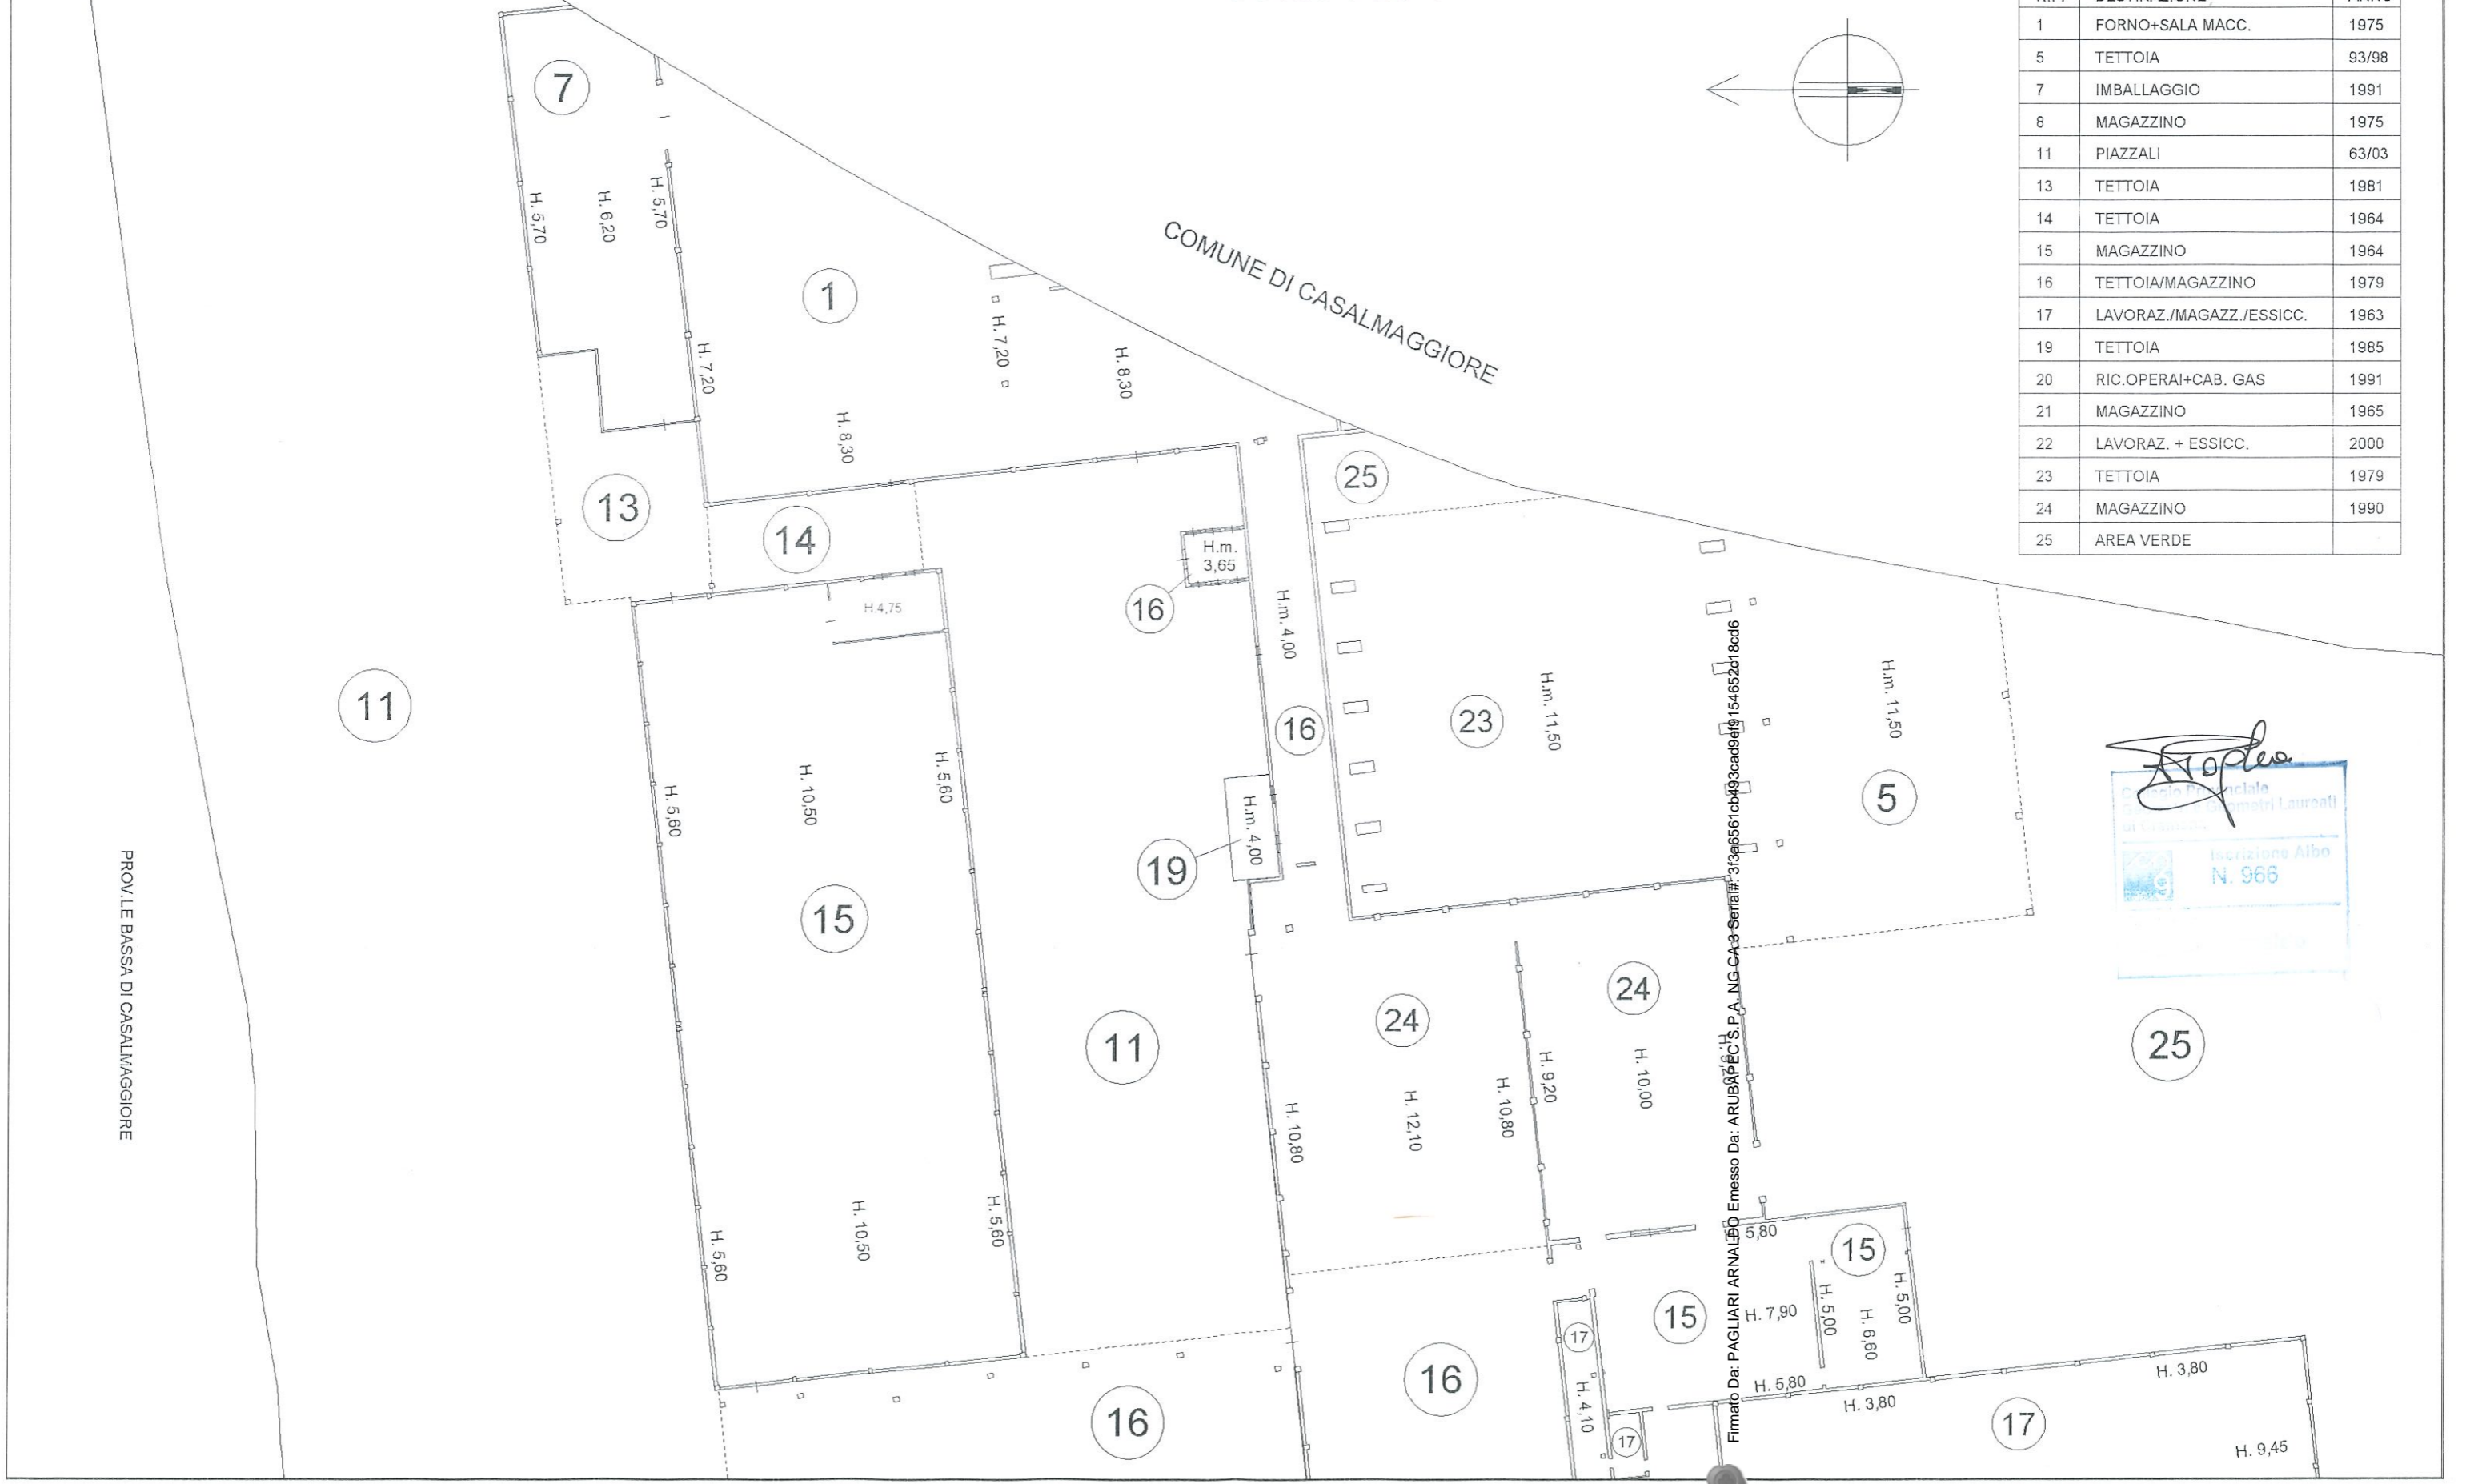 1 FORNO+SALA MACC. 1975
5 TETTOIA 93/98
7 IMBALLAGGIO 1991
8 MAGAZZINO 1975
11 PIAZZALI 63/03
13 TETTOIA 1981
14 TETTOIA 1964
15 MAGAZZINO 1964
16 TETTOIA/MAGAZZINO 1979
17 LAVORAZ./MAGAZZ./ESSICC. 1963
19 TETTOIA 1985
20 RIC.OPERAI+CAB. GAS 1991
21 MAGAZZINO 1965
22 LAVORAZ. + ESSICC. 2000
23 TETTOIA 1979
24 MAGAZZINO 1990
25 AREA VERDE
COMUNE DI CASALMAGGIORE
PROV.LE BASSA DI CASALMAGGIORE
7
H. 5,70
H. 6,20
H. 5,70
1
H. 7,20
H. 8,30
H. 7,20
H. 8,30
13
14
H.4,75
H.m.
3,65
16
H.m. 4,00
16
25
11
H. 5,60
H. 10,50
H. 5,60
15
H. 5,60
H. 10,50
H. 5,60
19
H.m. 4,00
11
23
H.m. 11,50
H.m. 11,50
5
24
24
H. 10,80
H. 12,10
H. 10,80
H. 9,20
H. 10,00
H. 9,20
25
5,80
15
H. 7,90
H. 5,00
H. 6,60
H. 5,00
15
H. 5,80
H. 3,80
H. 3,80
17
H. 9,45
17
H. 4,10
17
16
16
Firmato Da: PAGLIARI ARNALDO Emesso Da: ARUBAPEC S.P.A. NG CA 3 Serial#: 3f3a6561cb493cad9ef9154652c18cd6
Geometri Laureati
Iscrizione Albo
N. 966